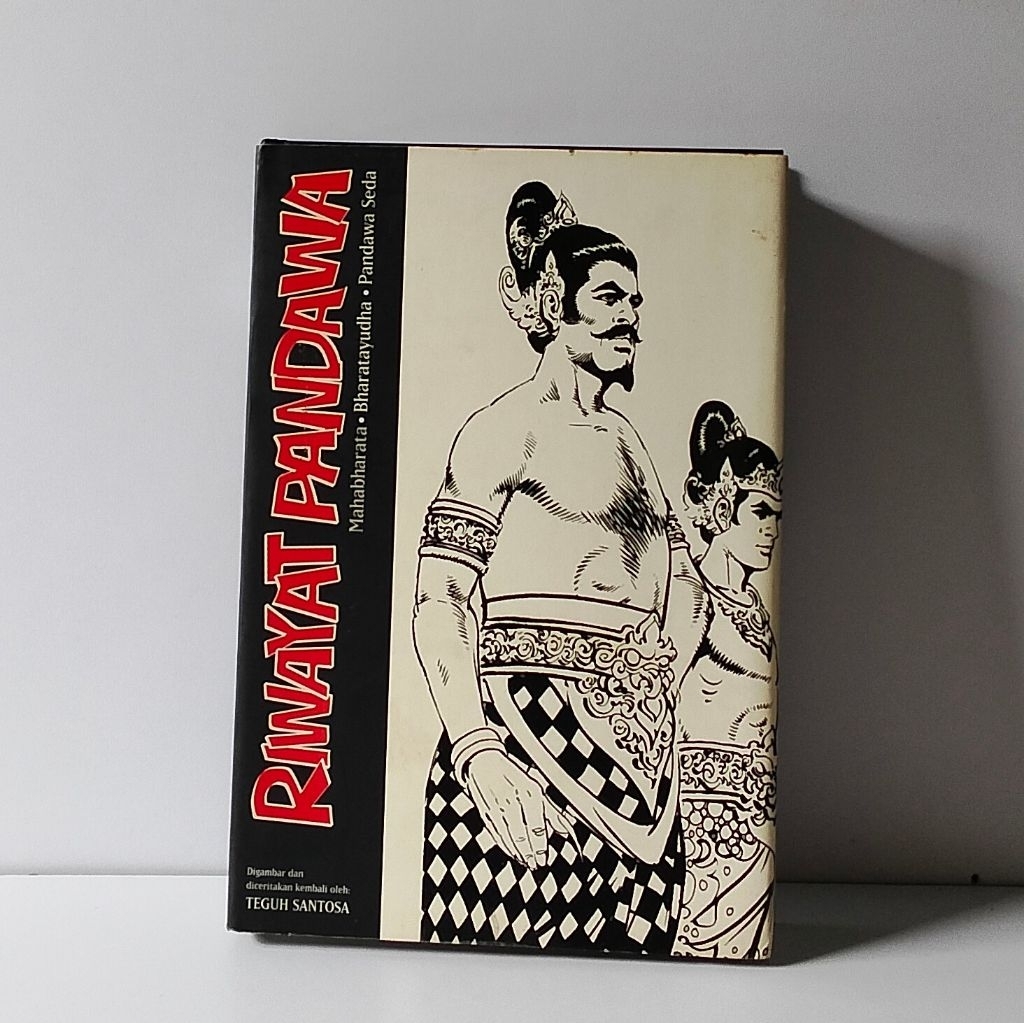 RIWAYAT PANDAWA
Mahabharata • Bharatayudha • Pandawa Seda
Digambar dan
diceritakan kembali oleh:
TEGUH SANTOSA